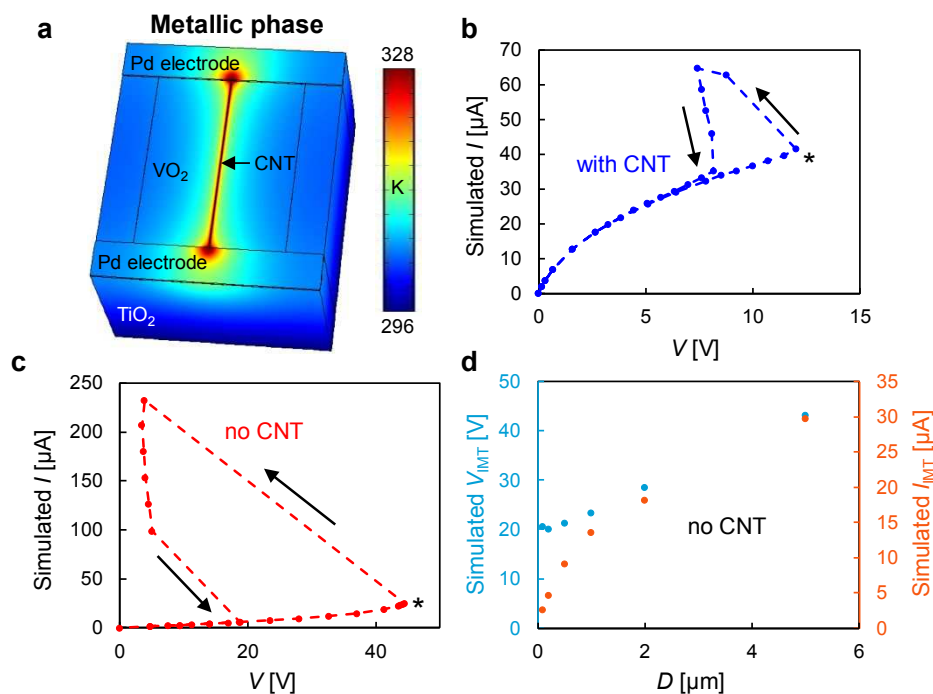 Metallic phase
a
Pd electrode
VO₂
CNT
Pd electrode
TiO₂
328
K
296
b
Simulated I [µA]
70
60
50
40
30
20
10
0
with CNT
*
0 5 10 15
V [V]
c
Simulated I [µA]
250
200
150
100
50
0
no CNT
*
0 20 40
V [V]
d
Simulated V_IMT [V]
50
40
30
20
10
0
no CNT
35
30
25
20
15
10
5
0
Simulated I_IMT [µA]
0 2 4 6
D [µm]